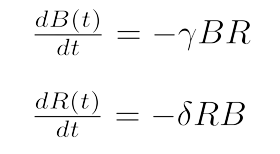 dB(t)/dt = −γBR
dR(t)/dt = −δRB